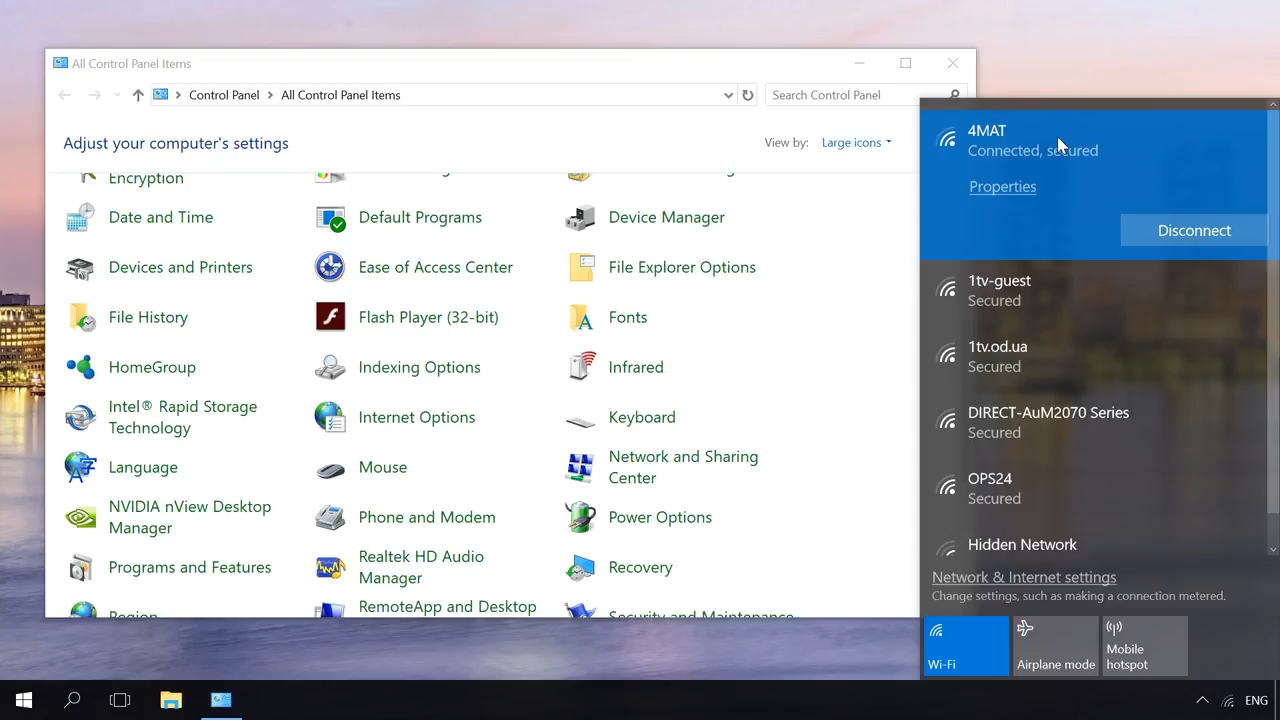 All Control Panel Items
Control Panel
All Control Panel Items
Search Control Panel
Adjust your computer's settings
View by:
Large icons
Encryption
Date and Time
Default Programs
Device Manager
Devices and Printers
Ease of Access Center
File Explorer Options
File History
Flash Player (32-bit)
Fonts
HomeGroup
Indexing Options
Infrared
Intel® Rapid Storage
Technology
Internet Options
Keyboard
Language
Mouse
Network and Sharing
Center
NVIDIA nView Desktop
Manager
Phone and Modem
Power Options
Programs and Features
Realtek HD Audio
Manager
Recovery
Region
RemoteApp and Desktop
Security and Maintenance
4MAT
Connected, secured
Properties
Disconnect
1tv-guest
Secured
1tv.od.ua
Secured
DIRECT-AuM2070 Series
Secured
OPS24
Secured
Hidden Network
Network & Internet settings
Change settings, such as making a connection metered.
Wi-Fi
Airplane mode
Mobile
hotspot
ENG